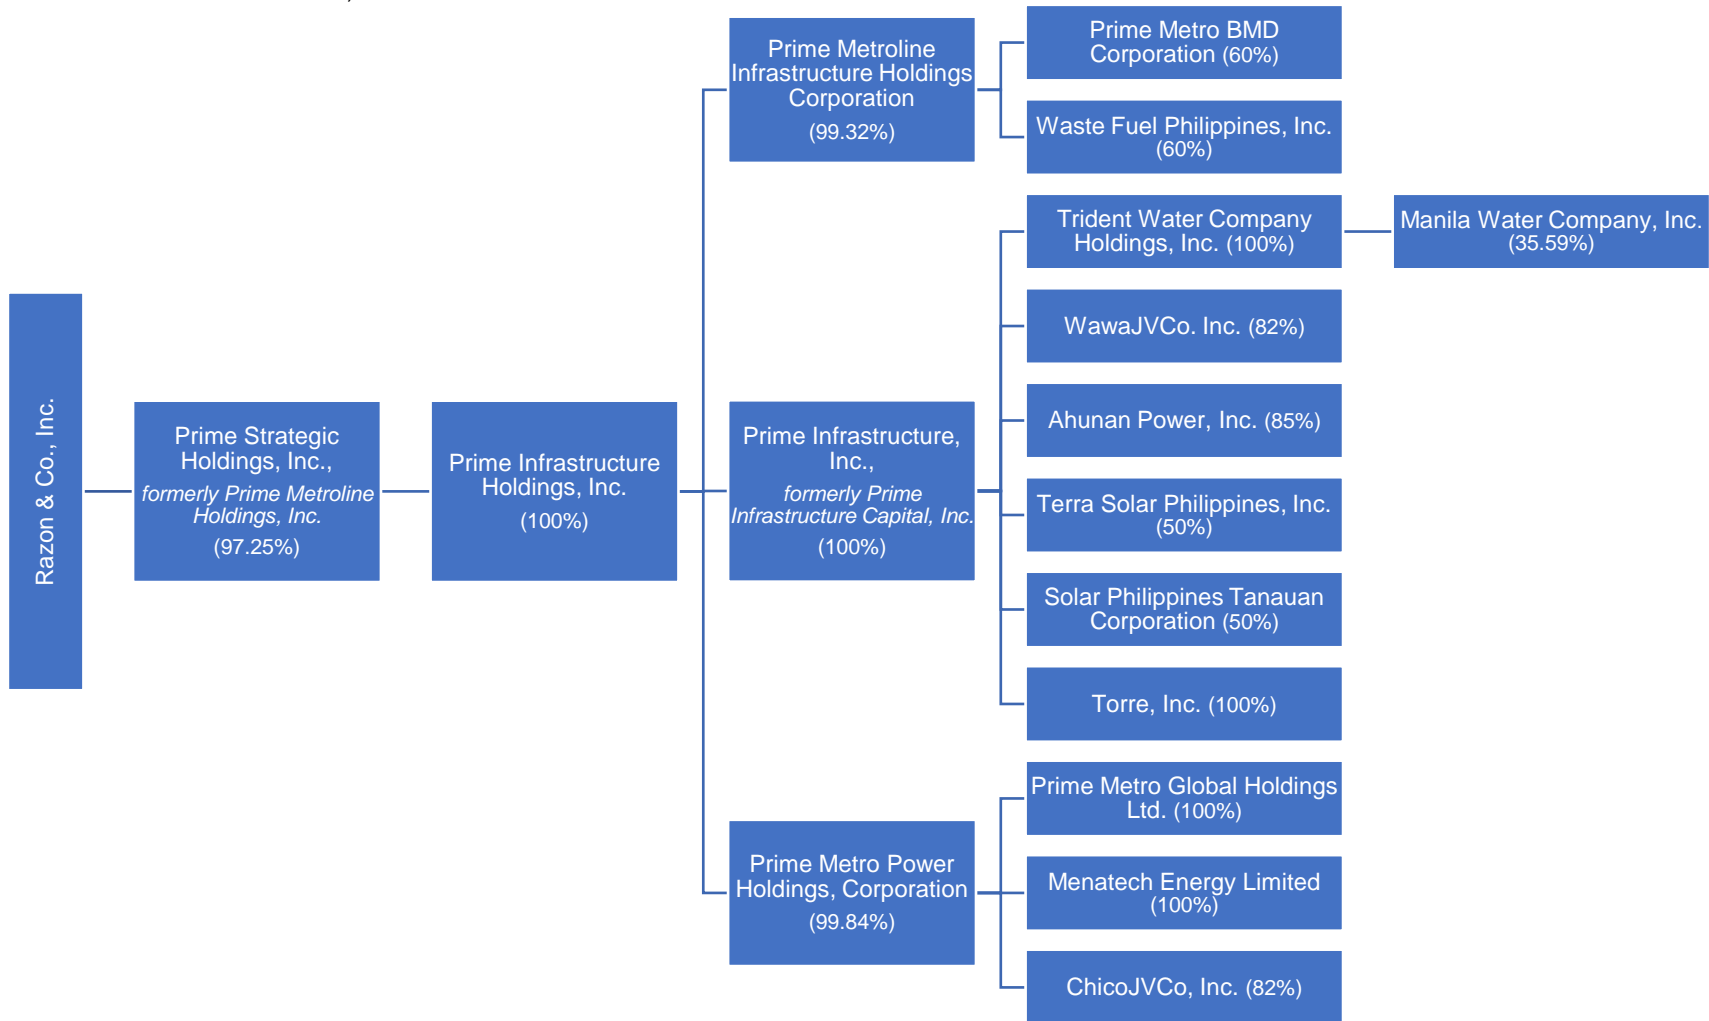 Razon & Co., Inc.
Prime Strategic
Holdings, Inc.,
formerly Prime Metroline
Holdings, Inc.
(97.25%)
Prime Infrastructure
Holdings, Inc.
(100%)
Prime Metroline
Infrastructure Holdings
Corporation
(99.32%)
Prime Metro BMD
Corporation (60%)
Waste Fuel Philippines, Inc.
(60%)
Prime Infrastructure,
Inc.,
formerly Prime
Infrastructure Capital, Inc.
(100%)
Trident Water Company
Holdings, Inc. (100%)
Manila Water Company, Inc.
(35.59%)
WawaJVCo. Inc. (82%)
Ahunan Power, Inc. (85%)
Terra Solar Philippines, Inc.
(50%)
Solar Philippines Tanauan
Corporation (50%)
Torre, Inc. (100%)
Prime Metro Power
Holdings, Corporation
(99.84%)
Prime Metro Global Holdings
Ltd. (100%)
Menatech Energy Limited
(100%)
ChicoJVCo, Inc. (82%)